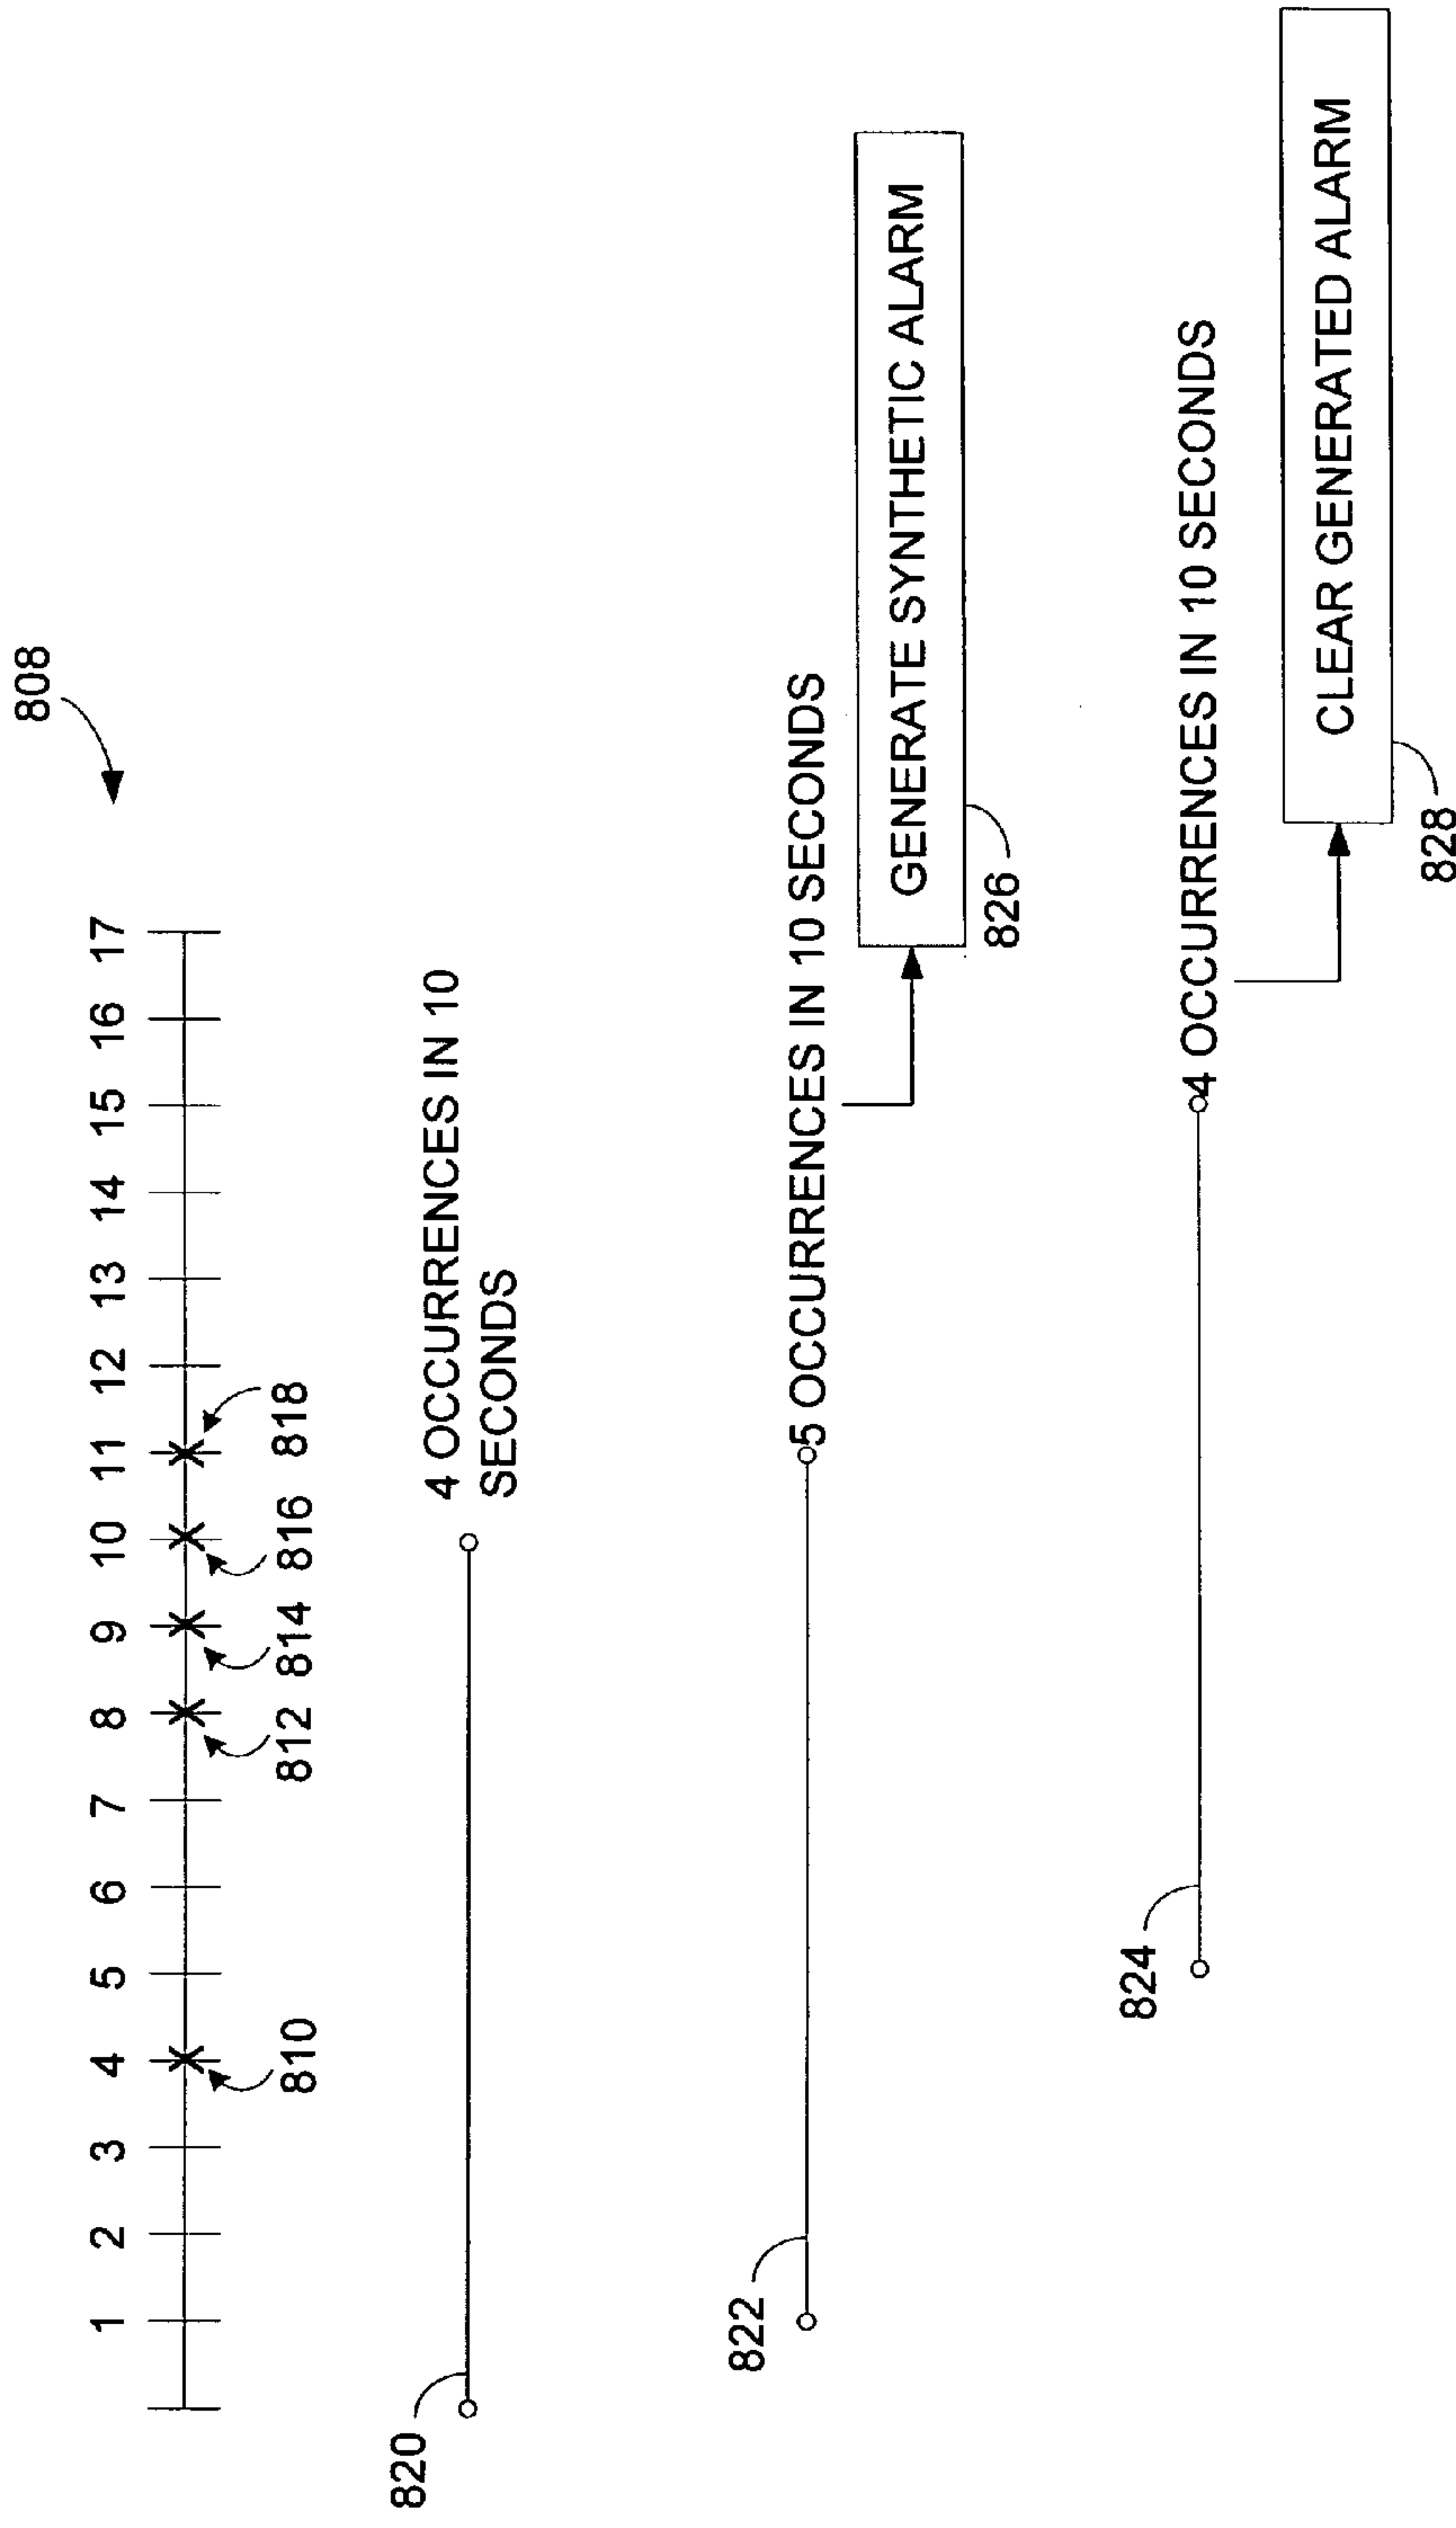 808
1 2 3 4 5 6 7 8 9 10 11 12 13 14 15 16 17
810 812 814 816 818
820
4 OCCURRENCES IN 10
SECONDS
822
5 OCCURRENCES IN 10 SECONDS
GENERATE SYNTHETIC ALARM
826
824
4 OCCURRENCES IN 10 SECONDS
CLEAR GENERATED ALARM
828